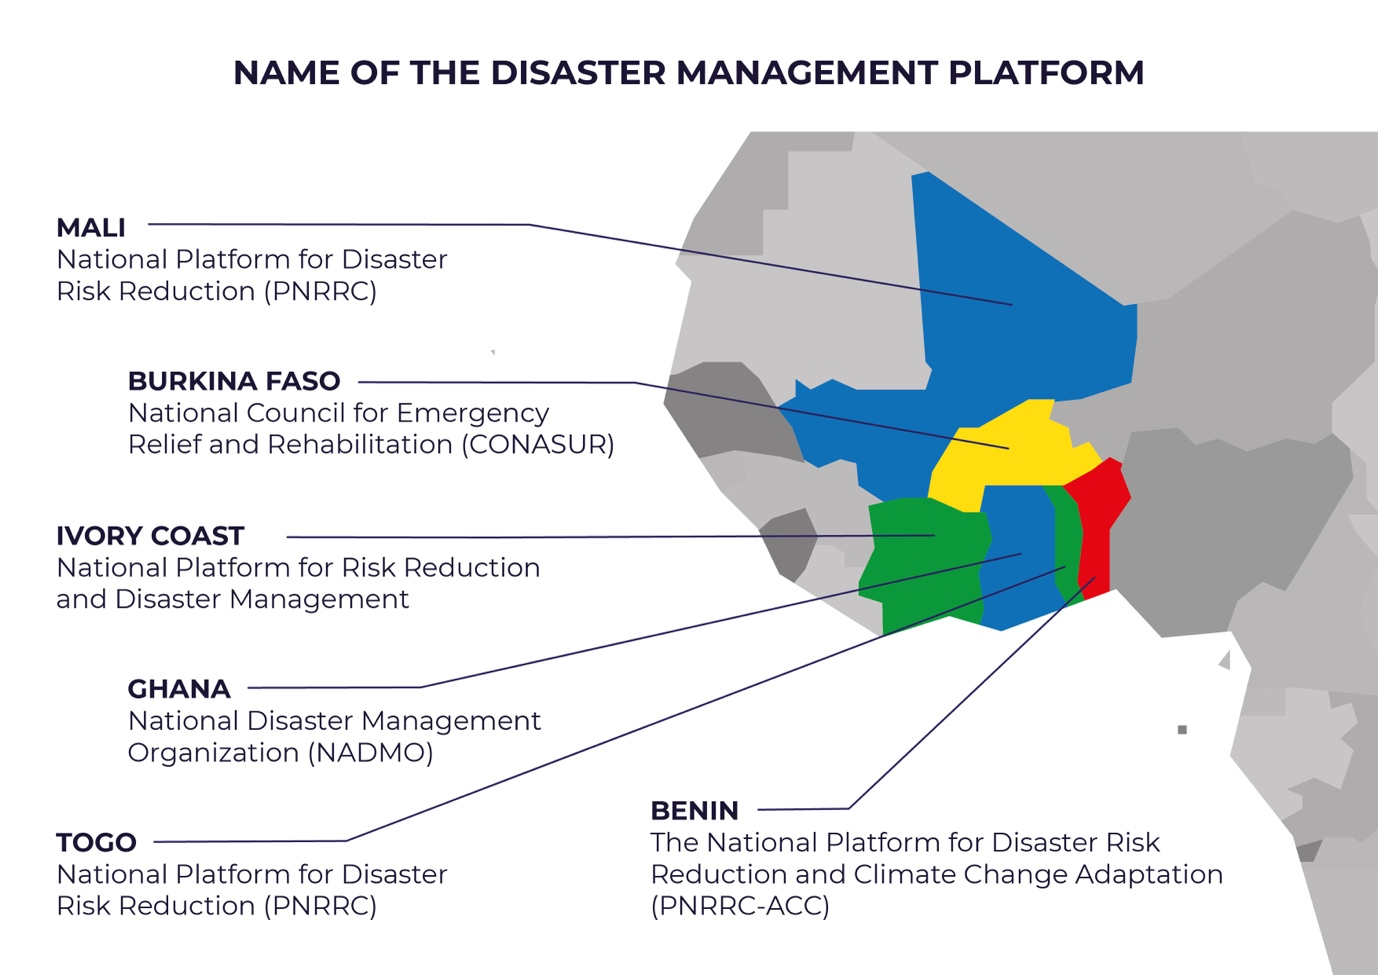 NAME OF THE DISASTER MANAGEMENT PLATFORM
MALI
National Platform for Disaster
Risk Reduction (PNRRC)
BURKINA FASO
National Council for Emergency
Relief and Rehabilitation (CONASUR)
IVORY COAST
National Platform for Risk Reduction
and Disaster Management
GHANA
National Disaster Management
Organization (NADMO)
TOGO
National Platform for Disaster
Risk Reduction (PNRRC)
BENIN
The National Platform for Disaster Risk
Reduction and Climate Change Adaptation
(PNRRC-ACC)